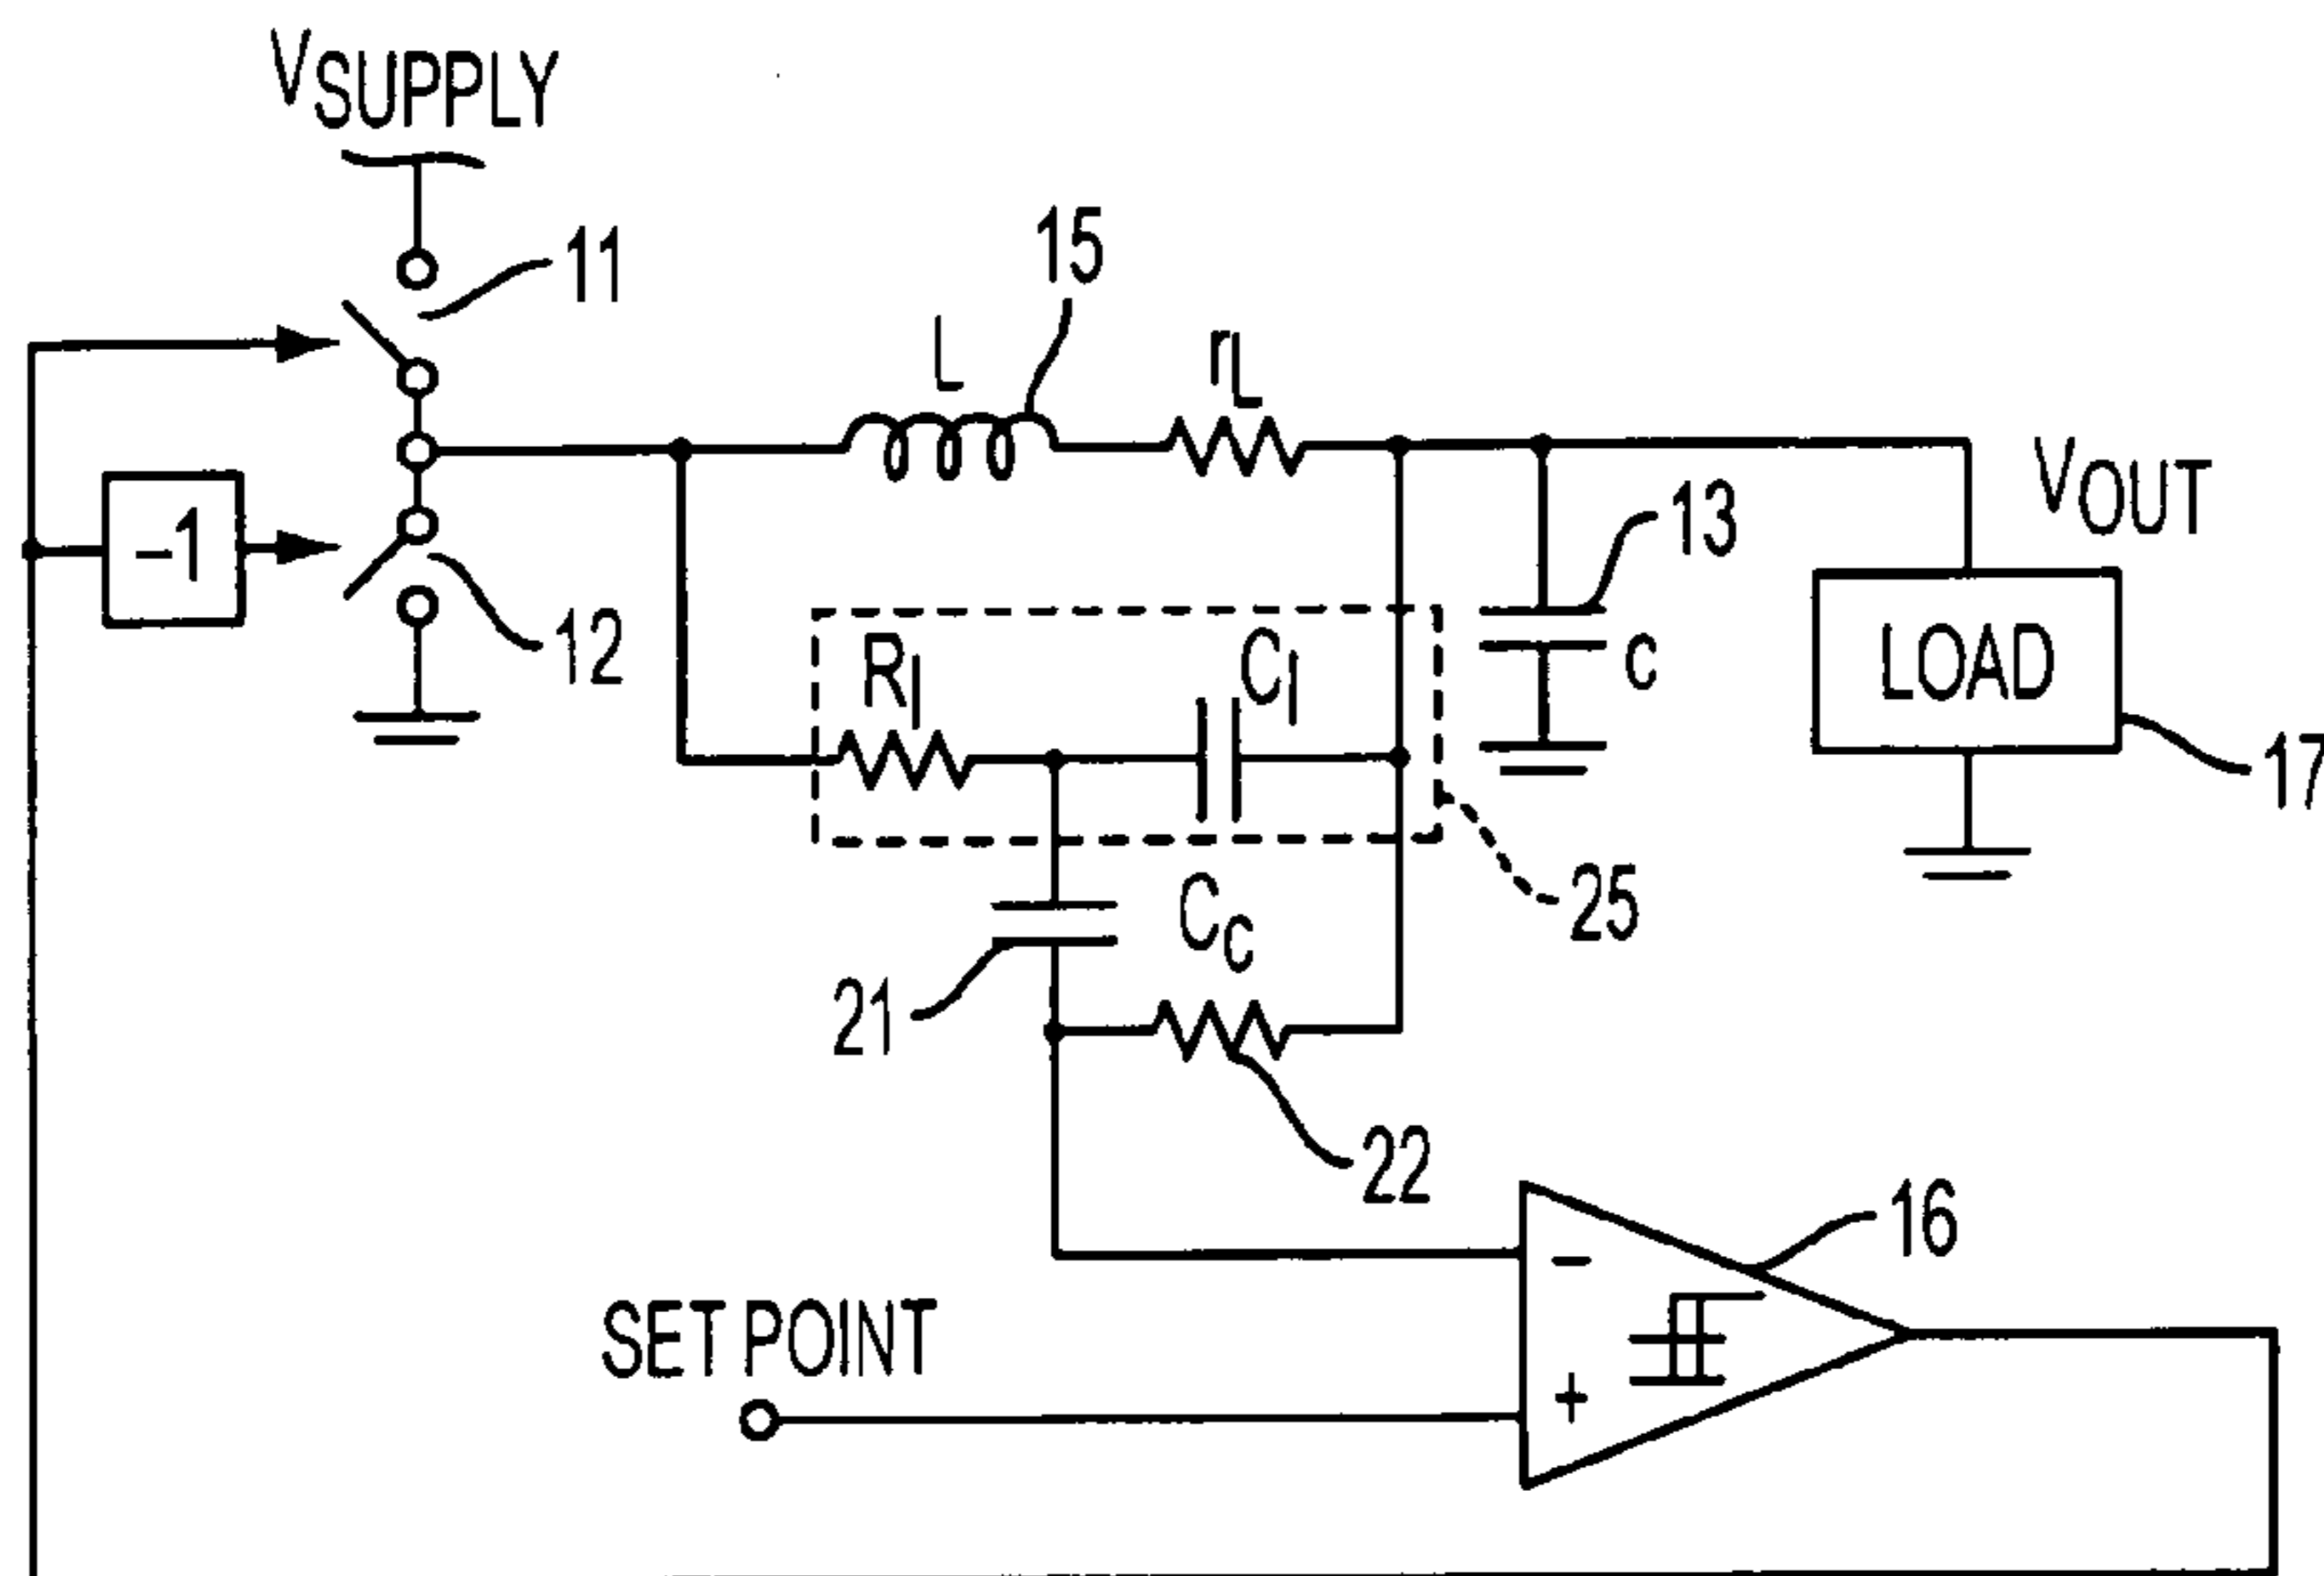 VSUPPLY
11
15
L
rL
-1
12
13
VOUT
RI
CI
c
LOAD
17
25
CC
21
22
16
-
SET POINT
+